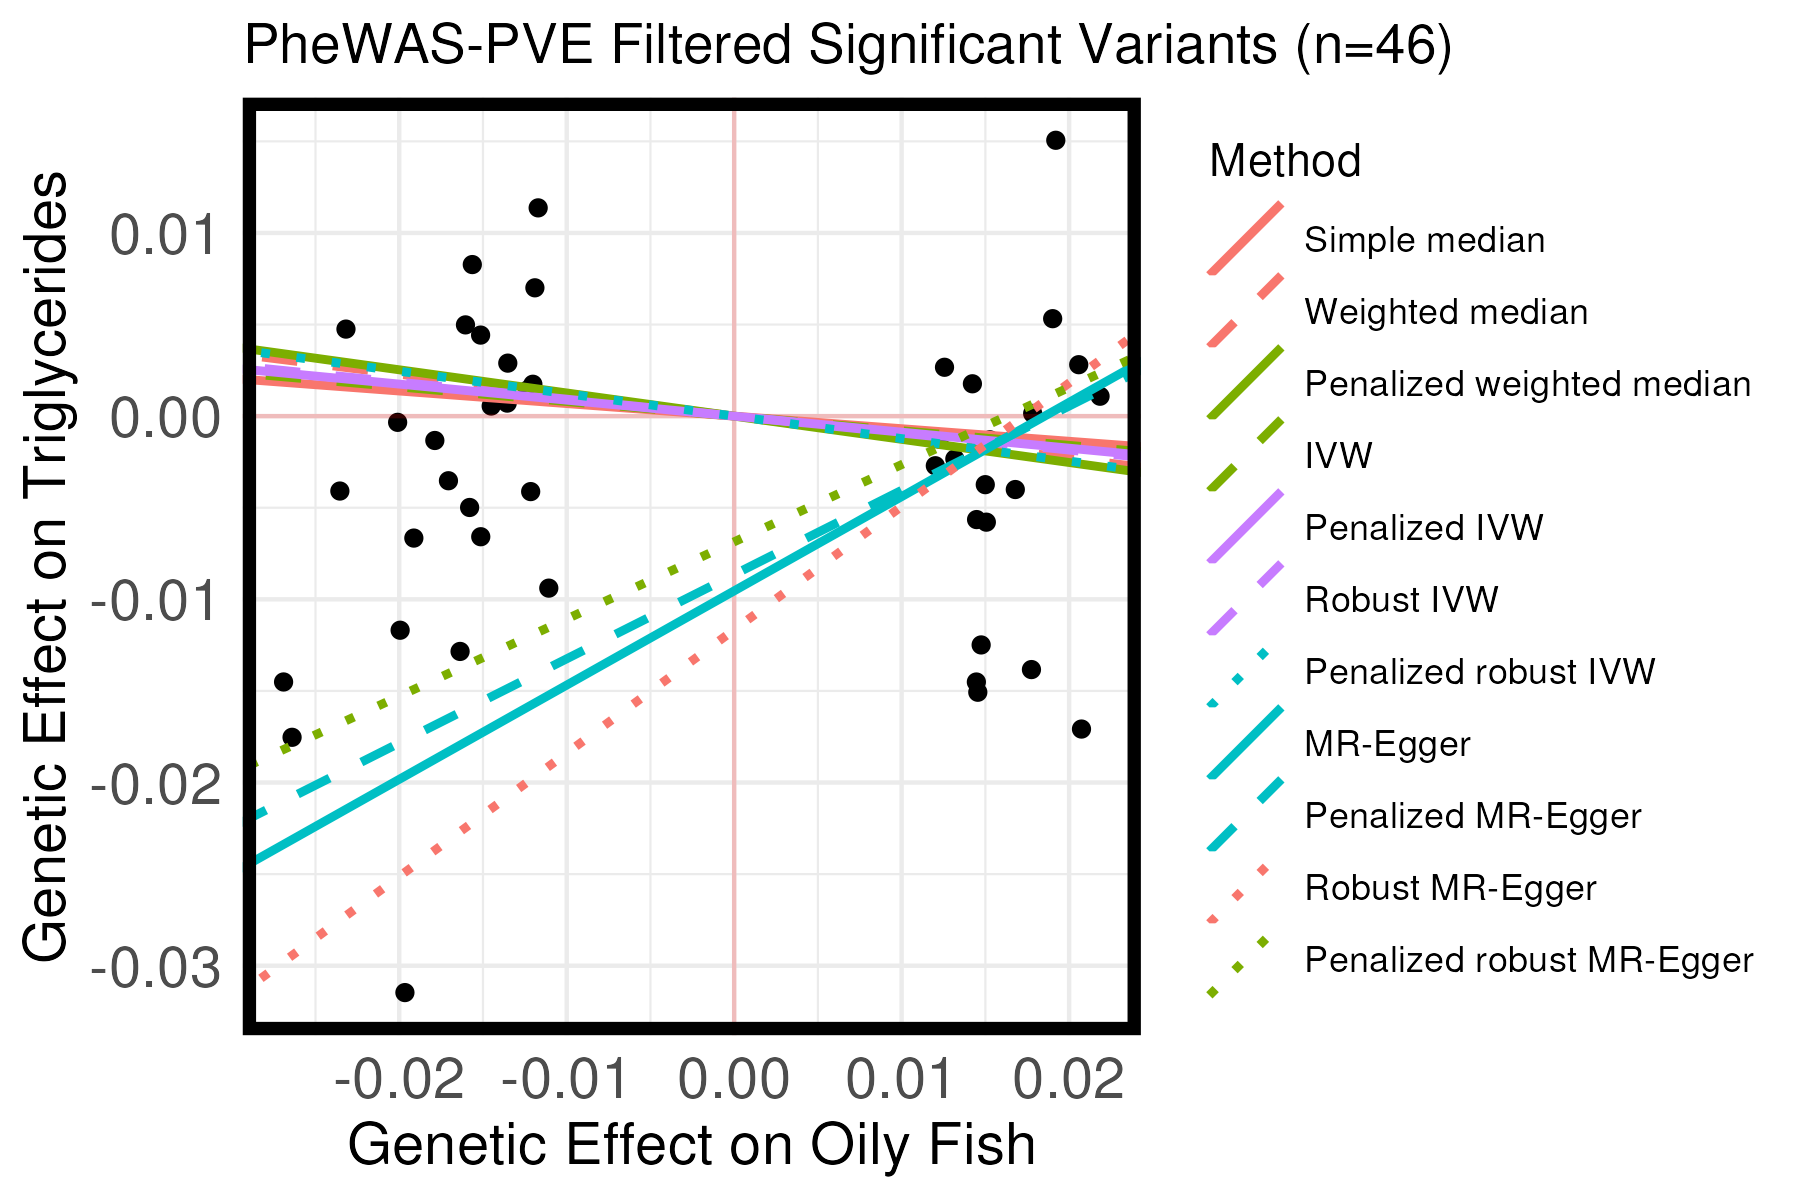 PheWAS-PVE Filtered Significant Variants (n=46)
Genetic Effect on Triglycerides
0.01
0.00
-0.01
-0.02
-0.03
-0.02
-0.01
0.00
0.01
0.02
Genetic Effect on Oily Fish
Method
Simple median
Weighted median
Penalized weighted median
IVW
Penalized IVW
Robust IVW
Penalized robust IVW
MR-Egger
Penalized MR-Egger
Robust MR-Egger
Penalized robust MR-Egger